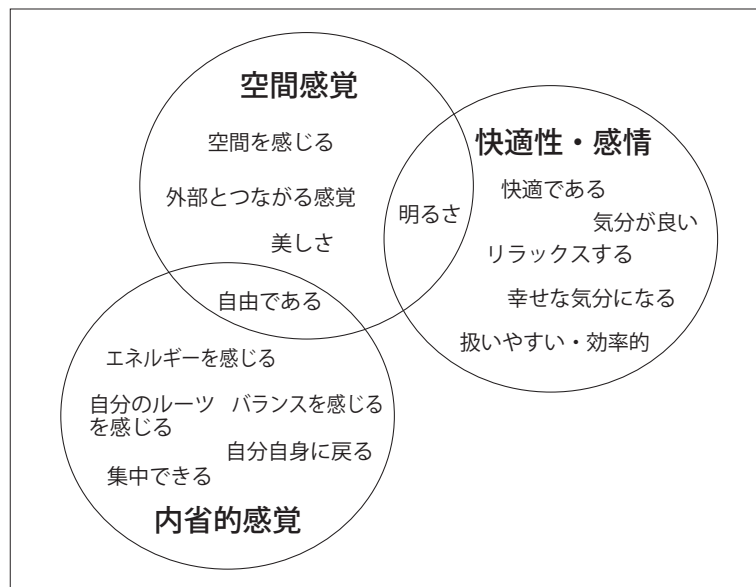 空間感覚
空間を感じる
外部とつながる感覚
美しさ
明るさ
自由である
快適性・感情
快適である
気分が良い
リラックスする
幸せな気分になる
扱いやすい・効率的
エネルギーを感じる
自分のルーツ
を感じる
バランスを感じる
自分自身に戻る
集中できる
内省的感覚